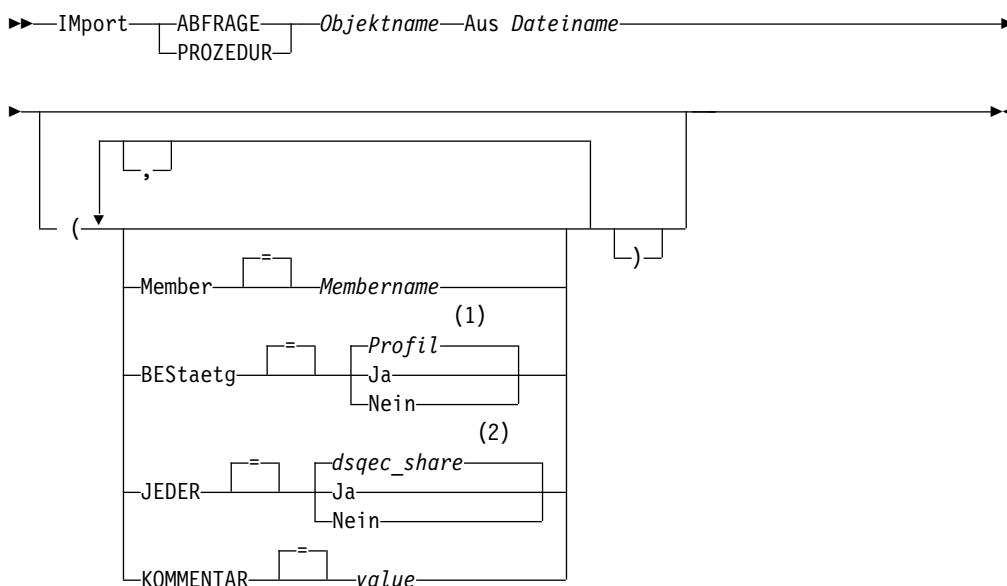 IMport ABFRAGE Objektname Aus Dateiname
PROZEDUR
,
(
)
Member = Membername
(1)
BEStaetg = Profil
Ja
Nein
(2)
JEDER = dsqec_share
Ja
Nein
KOMMENTAR = value